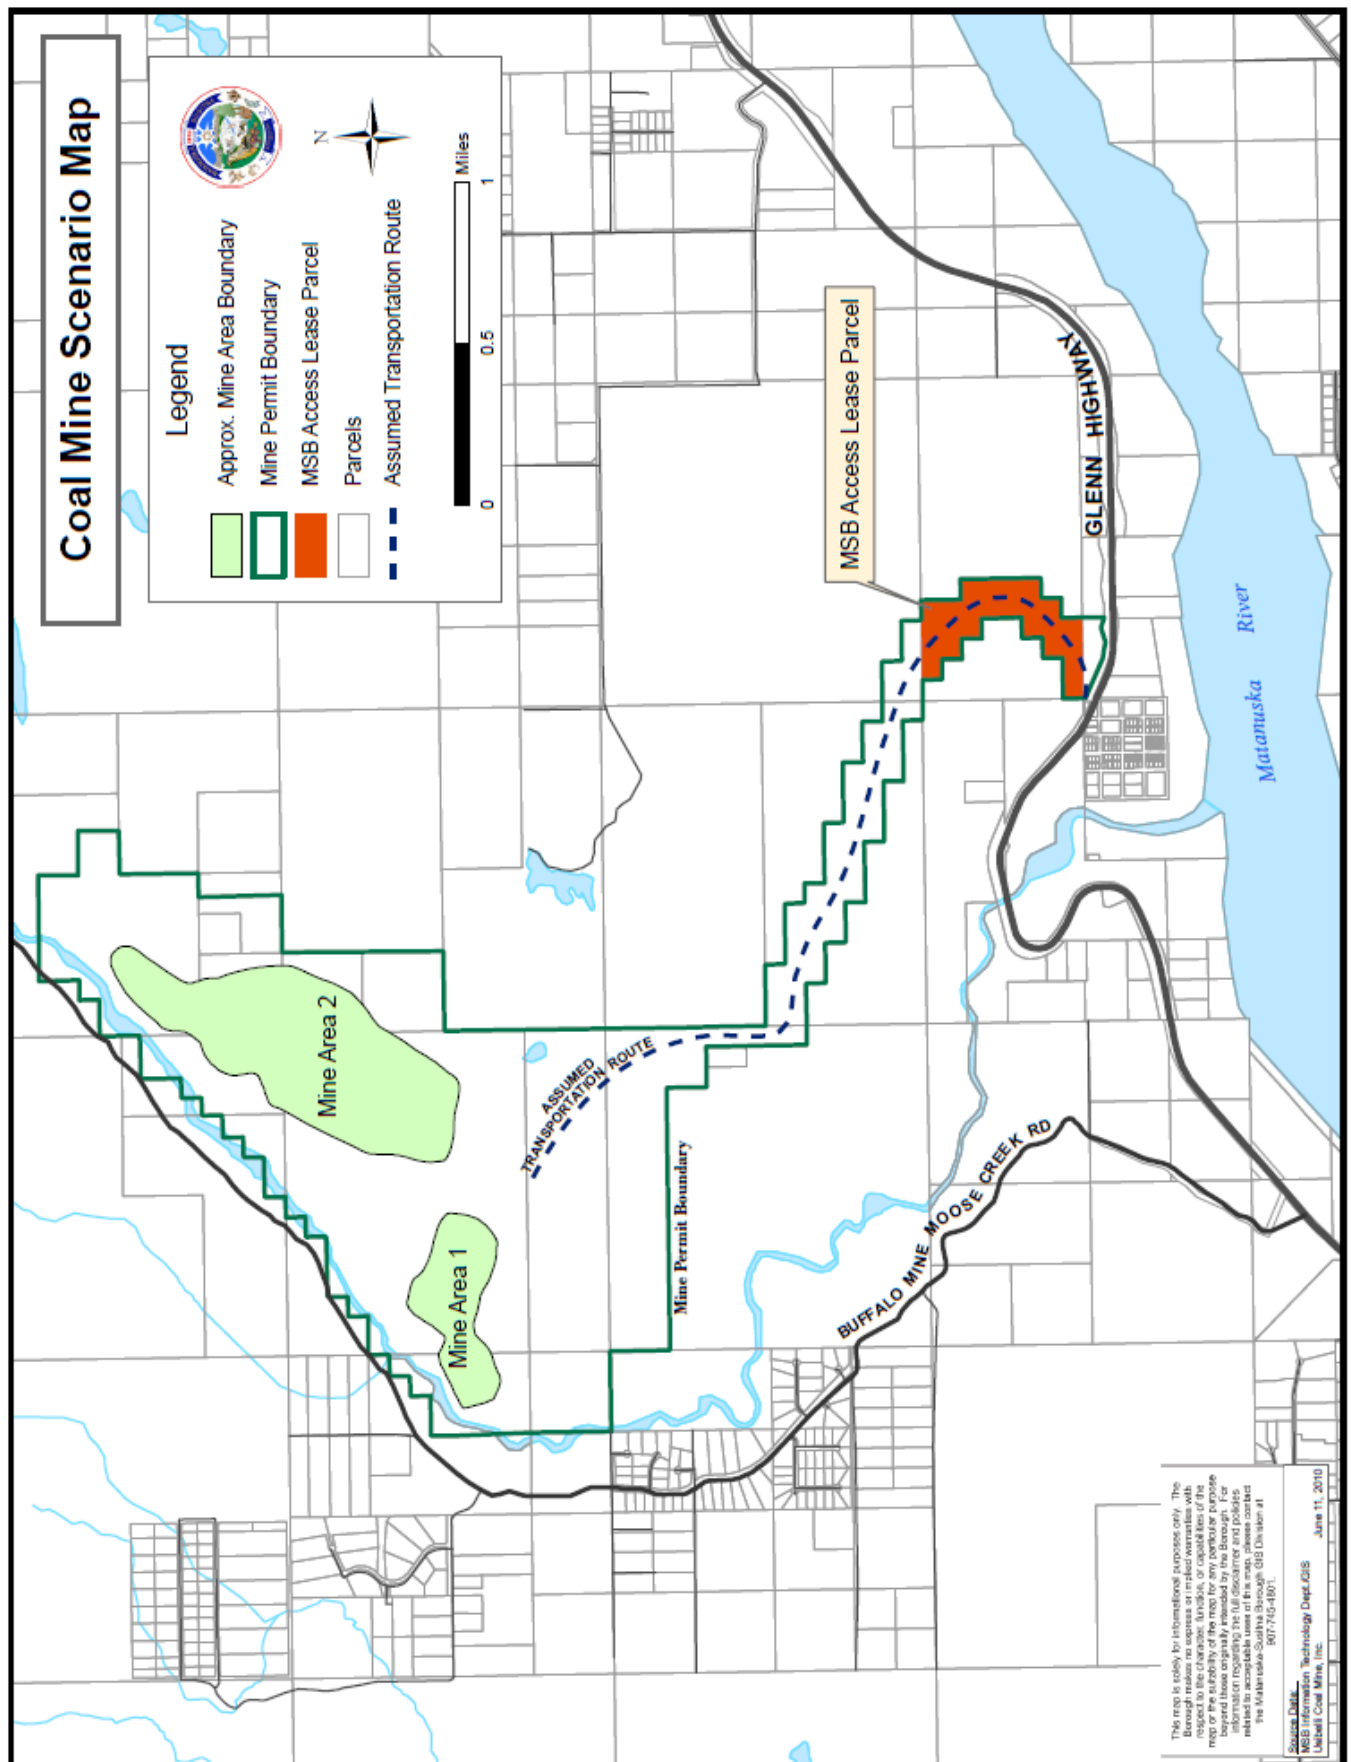 Coal Mine Scenario Map
Legend
Approx. Mine Area Boundary
Mine Permit Boundary
MSB Access Lease Parcel
Parcels
Assumed Transportation Route
N
0
0.5
1
Miles
Mine Area 2
Mine Area 1
ASSUMED
TRANSPORTATION ROUTE
Mine Permit Boundary
MSB Access Lease Parcel
GLENN HIGHWAY
Matanuska River
BUFFALO MINE MOOSE CREEK RD
This map is solely for informational purposes only. The
Borough makes no express or implied warranties with
respect to the character, function, or capabilities of the
map or the suitability of the map for any particular purpose
beyond those originally intended by the Borough. For
information regarding the full disclaimer and policies
related to acceptable uses of this map, please contact
the Matanuska-Susitna Borough GIS Division at
907-745-4801.
Source Data:
MSB Information Technology Dept./GIS
Usibelli Coal Mine, Inc.
June 11, 2010